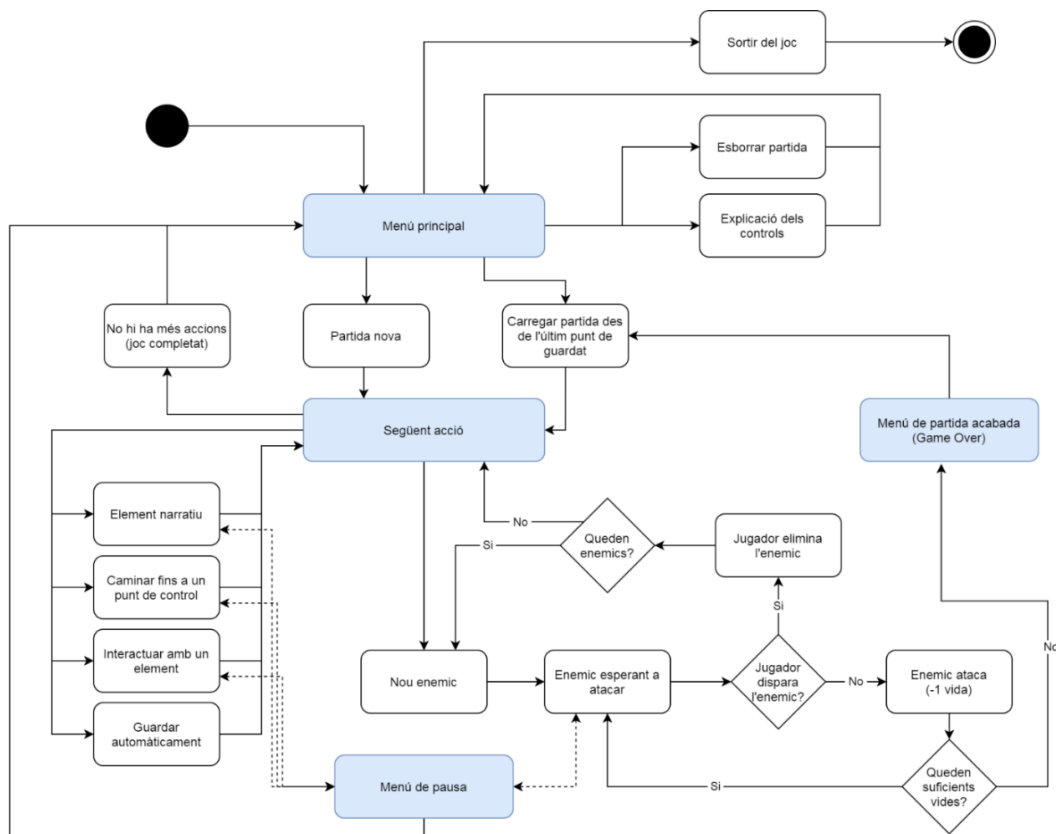 Sortir del joc
Esborrar partida
Menú principal
Explicació dels
controls
No hi ha més accions
(joc completat)
Partida nova
Carregar partida des
de l'últim punt de
guardat
Següent acció
Menú de partida acabada
(Game Over)
Element narratiu
No
Si
Queden
enemics?
Jugador elimina
l'enemic
Caminar fins a un
punt de control
Si
No
Interactuar amb un
element
Nou enemic
Enemic esperant a
atacar
Jugador
dispara
l'enemic?
No
Enemic ataca
(-1 vida)
Guardar
automàticament
Menú de pausa
Si
Queden
suficients
vides?